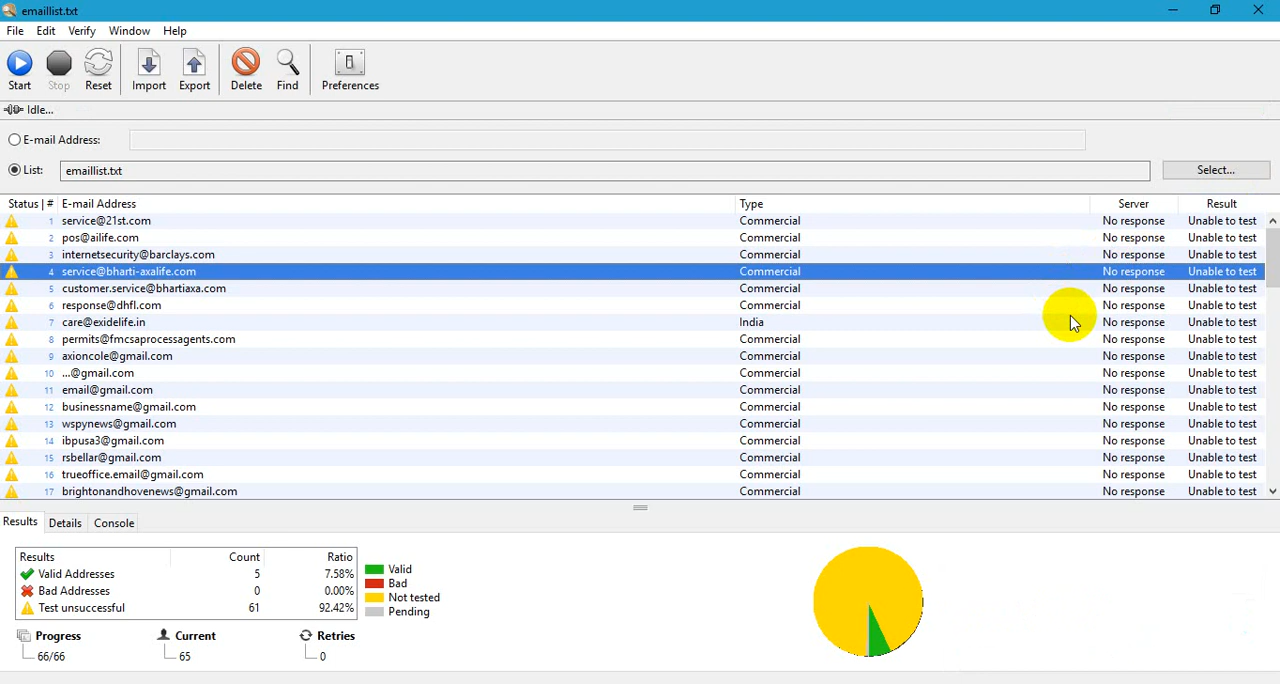 emaillist.txt
File Edit Verify Window Help
Start Stop Reset Import Export Delete Find Preferences
Idle...
E-mail Address:
List: emaillist.txt Select...
Status | # E-mail Address Type Server Result
1 service@21st.com Commercial No response Unable to test
2 pos@ailife.com Commercial No response Unable to test
3 internetsecurity@barclays.com Commercial No response Unable to test
4 service@bharti-axalife.com Commercial No response Unable to test
5 customer.service@bhartiaxa.com Commercial No response Unable to test
6 response@dhfl.com Commercial No response Unable to test
7 care@exidelife.in India No response Unable to test
8 permits@fmcsaprocessagents.com Commercial No response Unable to test
9 axioncole@gmail.com Commercial No response Unable to test
10 ...@gmail.com Commercial No response Unable to test
11 email@gmail.com Commercial No response Unable to test
12 businessname@gmail.com Commercial No response Unable to test
13 wspynews@gmail.com Commercial No response Unable to test
14 ibpusa3@gmail.com Commercial No response Unable to test
15 rsbellar@gmail.com Commercial No response Unable to test
16 trueoffice.email@gmail.com Commercial No response Unable to test
17 brightonandhovenews@gmail.com Commercial No response Unable to test
Results Details Console
Results Count Ratio
Valid Addresses 5 7.58%
Bad Addresses 0 0.00%
Test unsuccessful 61 92.42%
Valid
Bad
Not tested
Pending
Progress Current Retries
66/66 65 0